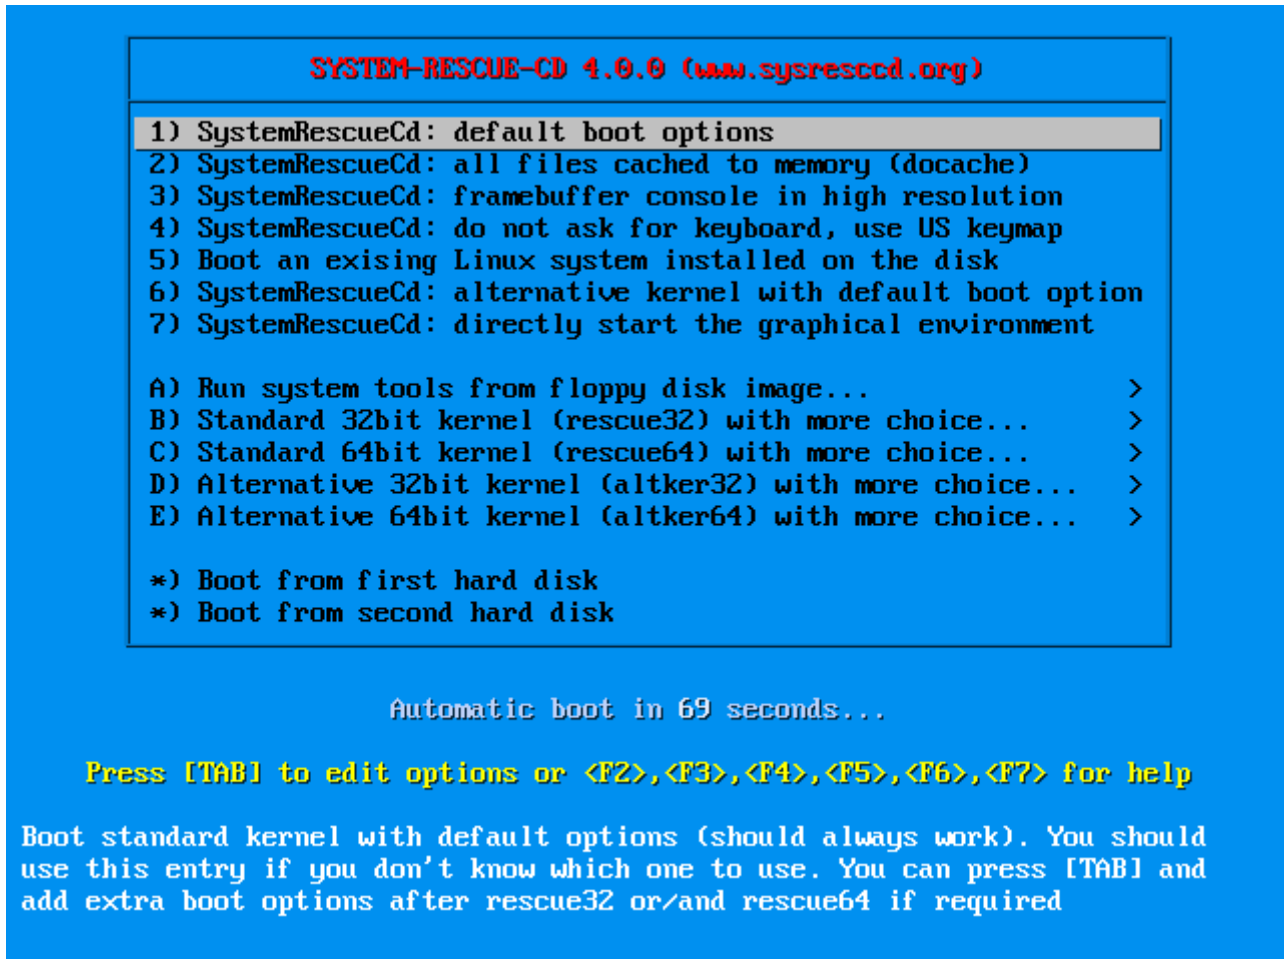 SYSTEM-RESCUE-CD 4.0.0 (www.sysresccd.org)
1) SystemRescueCd: default boot options
2) SystemRescueCd: all files cached to memory (docache)
3) SystemRescueCd: framebuffer console in high resolution
4) SystemRescueCd: do not ask for keyboard, use US keymap
5) Boot an exising Linux system installed on the disk
6) SystemRescueCd: alternative kernel with default boot option
7) SystemRescueCd: directly start the graphical environment
A) Run system tools from floppy disk image... >
B) Standard 32bit kernel (rescue32) with more choice... >
C) Standard 64bit kernel (rescue64) with more choice... >
D) Alternative 32bit kernel (altker32) with more choice... >
E) Alternative 64bit kernel (altker64) with more choice... >
*) Boot from first hard disk
*) Boot from second hard disk
Automatic boot in 69 seconds...
Press [TAB] to edit options or <F2>,<F3>,<F4>,<F5>,<F6>,<F7> for help
Boot standard kernel with default options (should always work). You should
use this entry if you don't know which one to use. You can press [TAB] and
add extra boot options after rescue32 or/and rescue64 if required